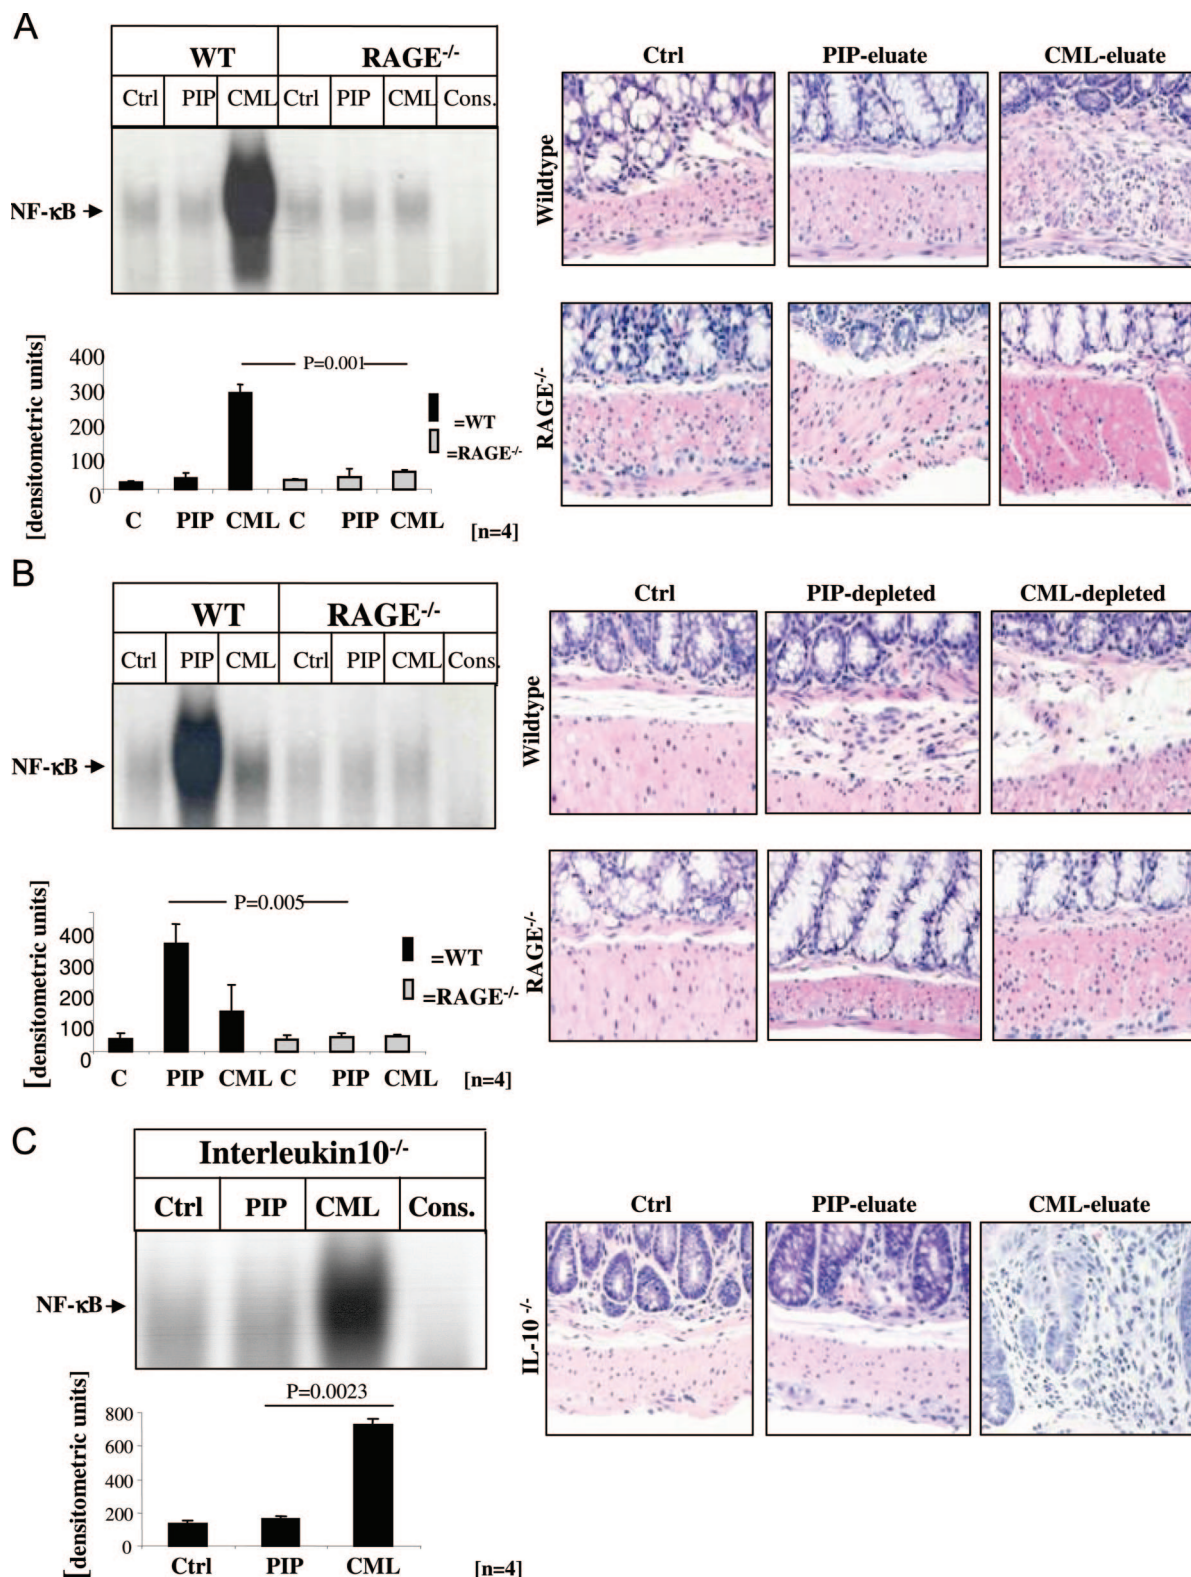 A
WT RAGE-/-
Ctrl PIP CML Ctrl PIP CML Cons.
NF-κB
[densitometric units]
400
300
200
100
0
P=0.001
=WT
=RAGE-/-
C PIP CML C PIP CML
[n=4]
Ctrl PIP-eluate CML-eluate
Wildtype
RAGE-/-
B
WT RAGE-/-
Ctrl PIP CML Ctrl PIP CML Cons.
NF-κB
[densitometric units]
400
300
200
100
0
P=0.005
=WT
=RAGE-/-
C PIP CML C PIP CML
[n=4]
Ctrl PIP-depleted CML-depleted
Wildtype
RAGE-/-
C
Interleukin10-/-
Ctrl PIP CML Cons.
NF-κB
[densitometric units]
P=0.0023
800
600
400
200
0
Ctrl PIP CML
[n=4]
Ctrl PIP-eluate CML-eluate
IL-10 -/-